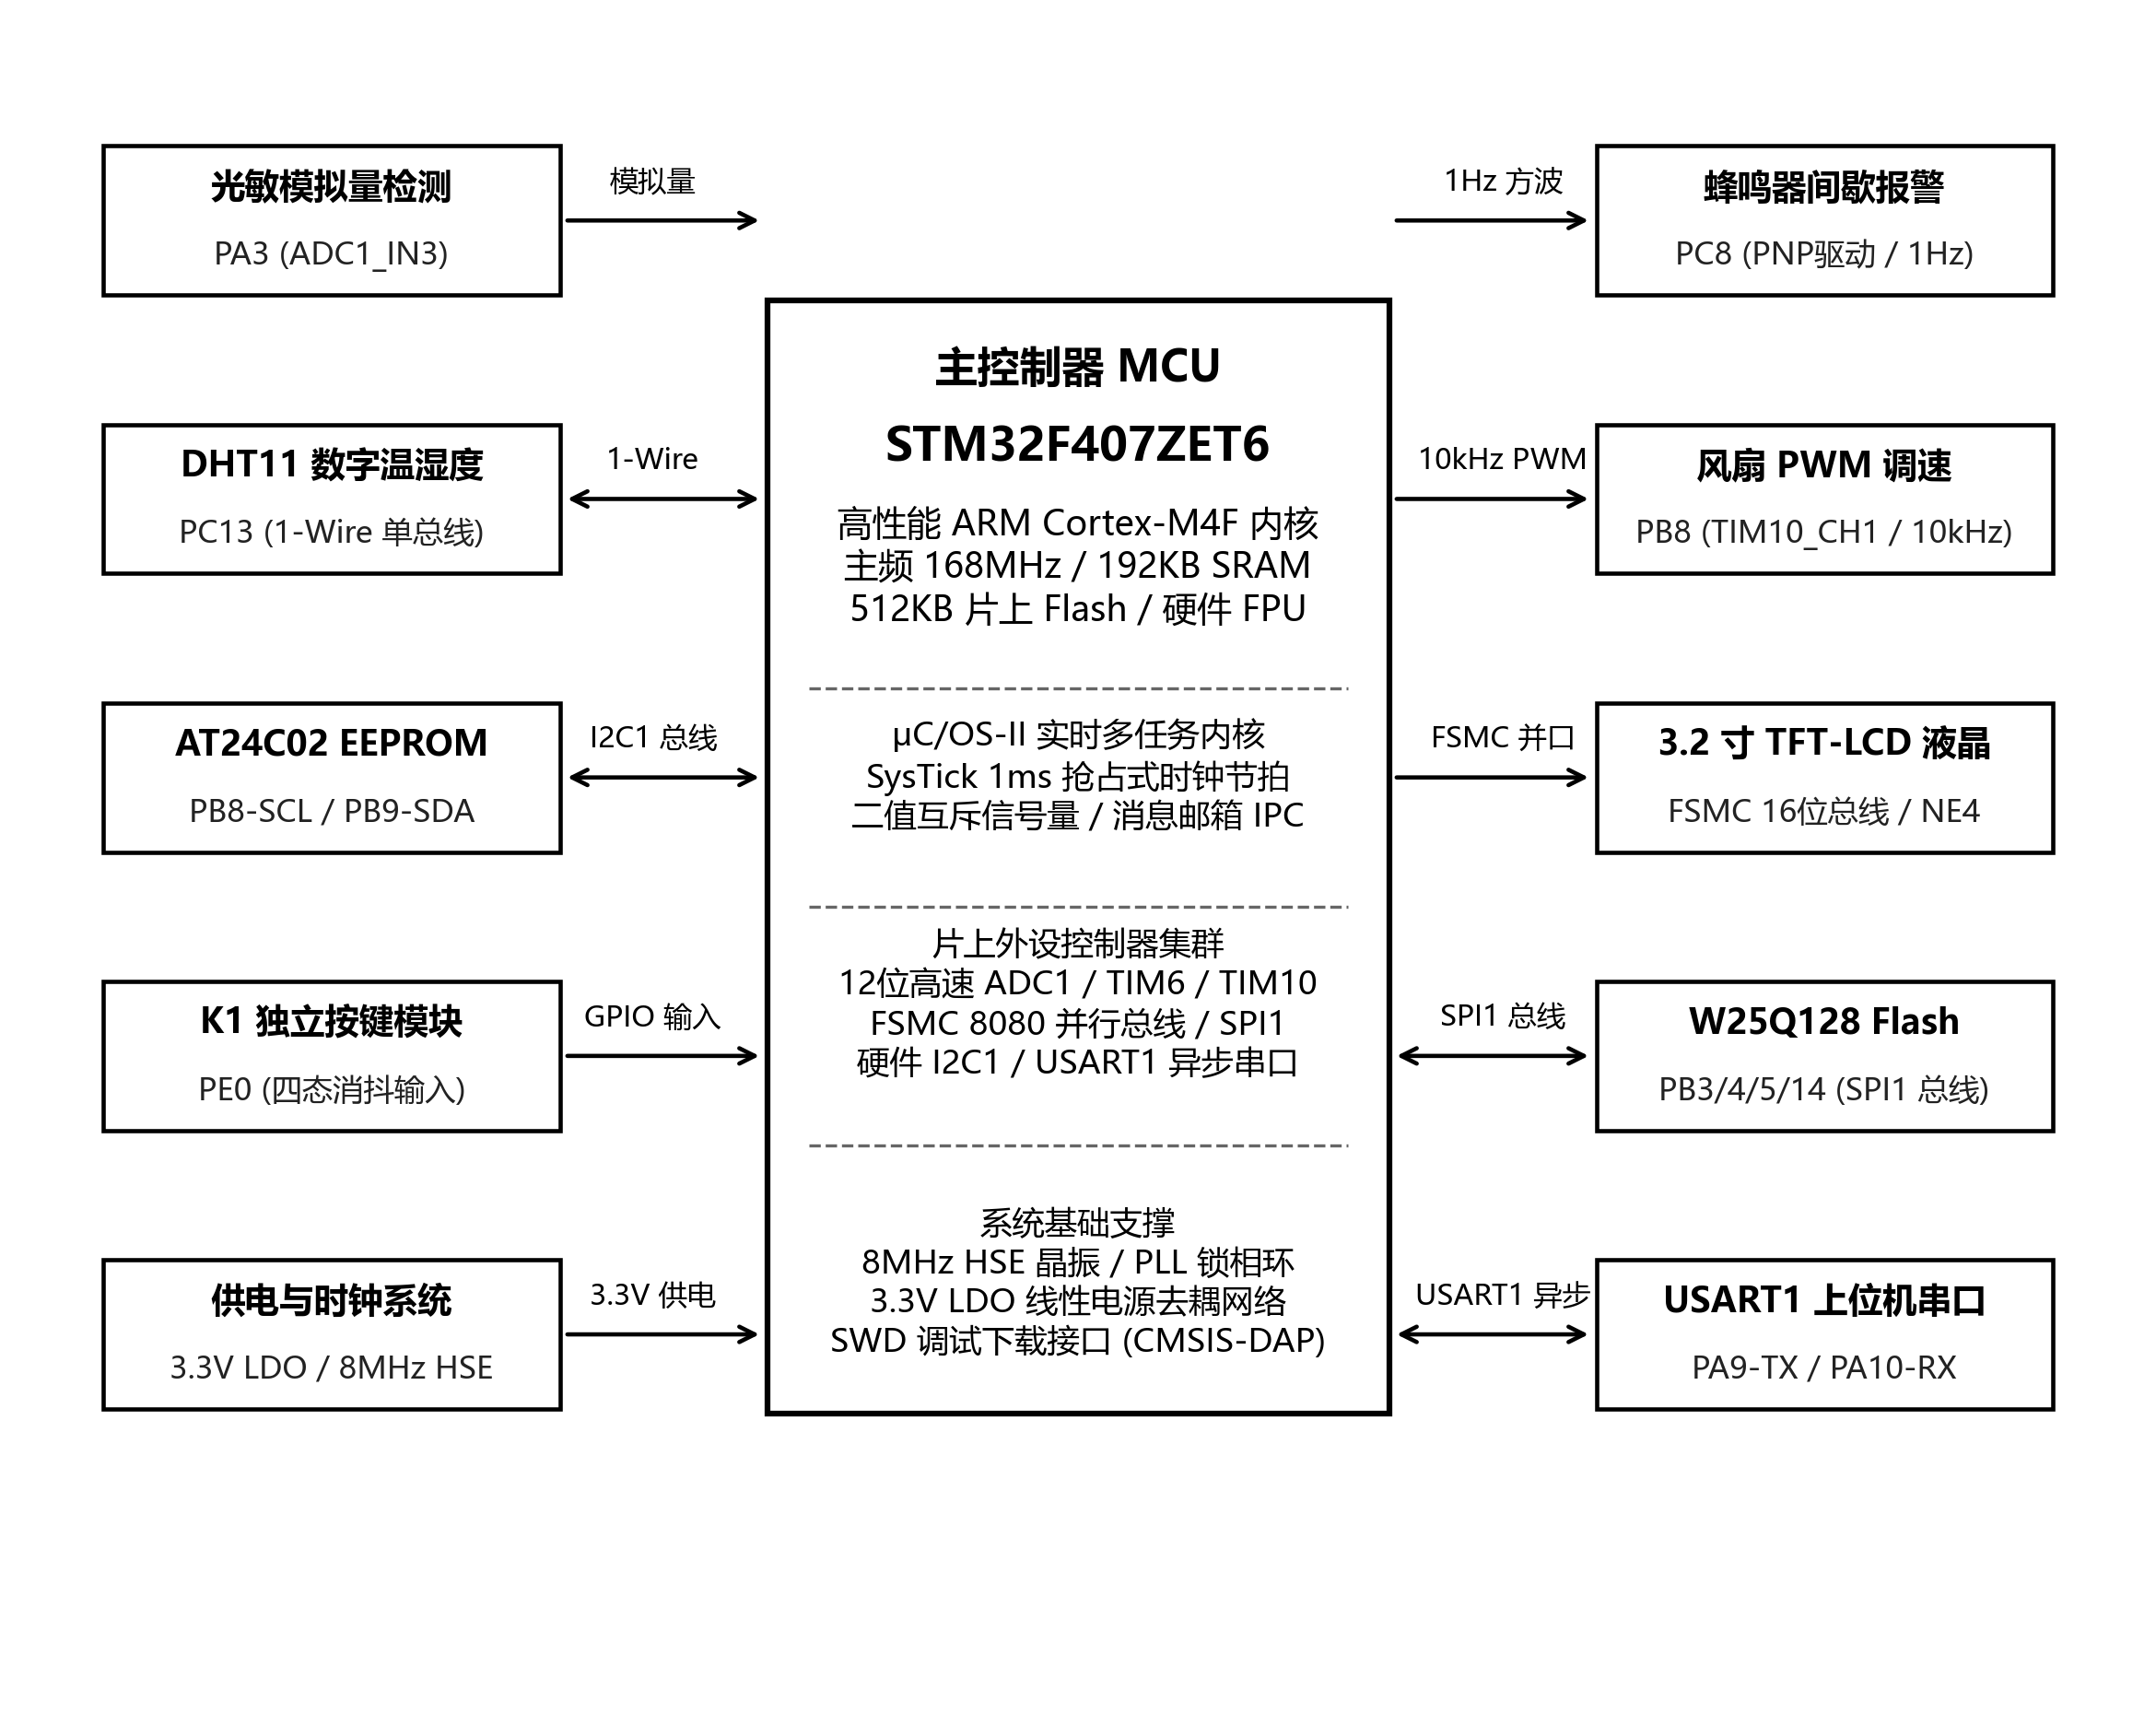 光敏模拟量检测
PA3 (ADC1_IN3)
模拟量
DHT11 数字温湿度
PC13 (1-Wire 单总线)
1-Wire
AT24C02 EEPROM
PB8-SCL / PB9-SDA
I2C1 总线
K1 独立按键模块
PE0 (四态消抖输入)
GPIO 输入
供电与时钟系统
3.3V LDO / 8MHz HSE
3.3V 供电
主控制器 MCU
STM32F407ZET6
高性能 ARM Cortex-M4F 内核
主频 168MHz / 192KB SRAM
512KB 片上 Flash / 硬件 FPU
μC/OS-II 实时多任务内核
SysTick 1ms 抢占式时钟节拍
二值互斥信号量 / 消息邮箱 IPC
片上外设控制器集群
12位高速 ADC1 / TIM6 / TIM10
FSMC 8080 并行总线 / SPI1
硬件 I2C1 / USART1 异步串口
系统基础支撑
8MHz HSE 晶振 / PLL 锁相环
3.3V LDO 线性电源去耦网络
SWD 调试下载接口 (CMSIS-DAP)
1Hz 方波
蜂鸣器间歇报警
PC8 (PNP驱动 / 1Hz)
10kHz PWM
风扇 PWM 调速
PB8 (TIM10_CH1 / 10kHz)
FSMC 并口
3.2 寸 TFT-LCD 液晶
FSMC 16位总线 / NE4
SPI1 总线
W25Q128 Flash
PB3/4/5/14 (SPI1 总线)
USART1 异步
USART1 上位机串口
PA9-TX / PA10-RX